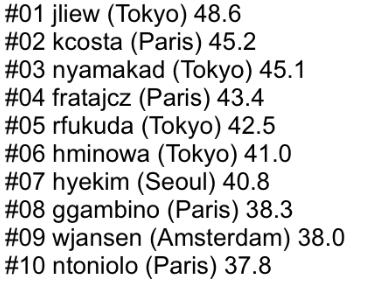 #01 jliew (Tokyo) 48.6
#02 kcosta (Paris) 45.2
#03 nyamakad (Tokyo) 45.1
#04 fratajcz (Paris) 43.4
#05 rfukuda (Tokyo) 42.5
#06 hminowa (Tokyo) 41.0
#07 hyekim (Seoul) 40.8
#08 ggambino (Paris) 38.3
#09 wjansen (Amsterdam) 38.0
#10 ntoniolo (Paris) 37.8